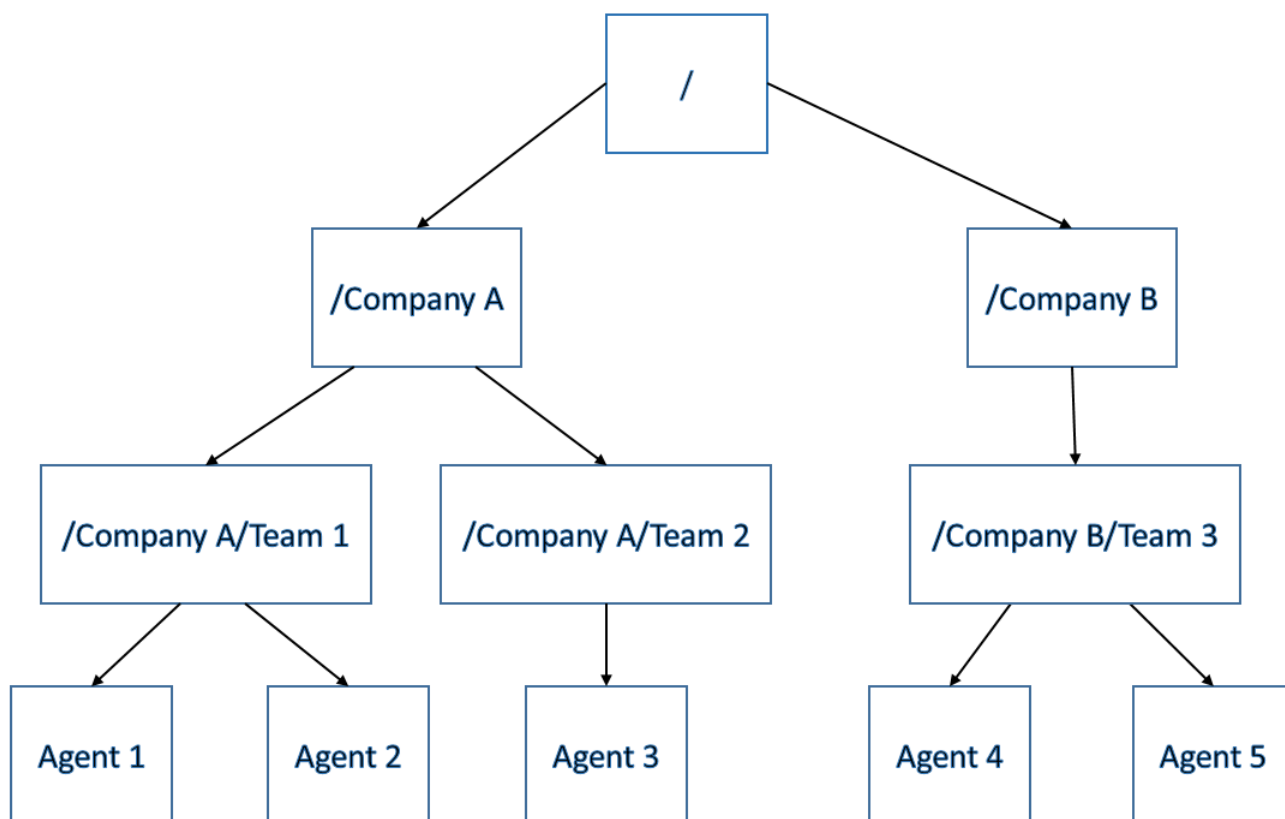 /
/Company A
/Company B
/Company A/Team 1
/Company A/Team 2
/Company B/Team 3
Agent 1
Agent 2
Agent 3
Agent 4
Agent 5